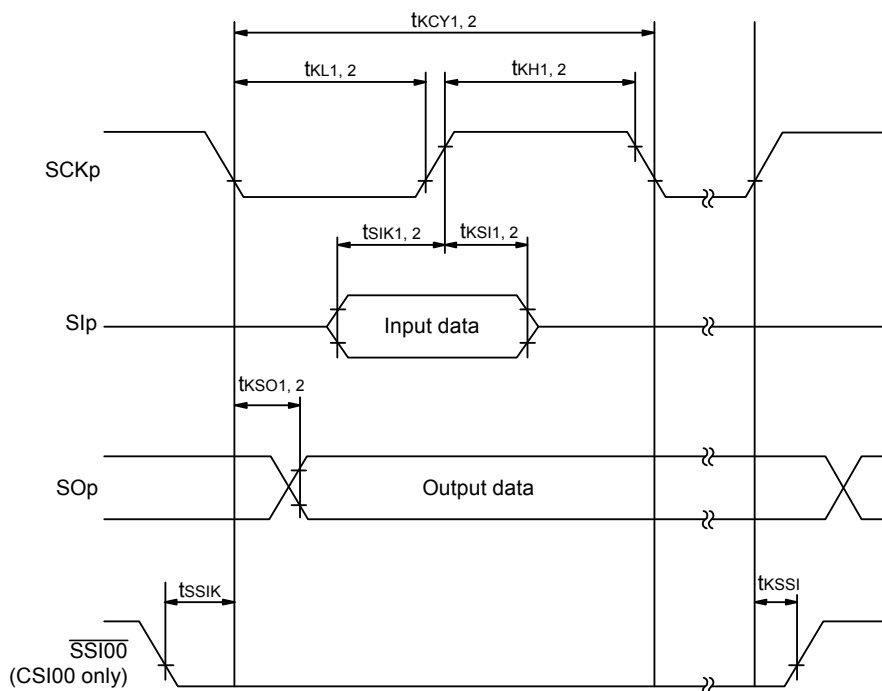 tKCY1, 2
tKL1, 2
tKH1, 2
SCKp
tSIK1, 2
tKSI1, 2
SIp
Input data
tKSO1, 2
SOp
Output data
tSSIK
tKSSI
SSI00
(CSI00 only)